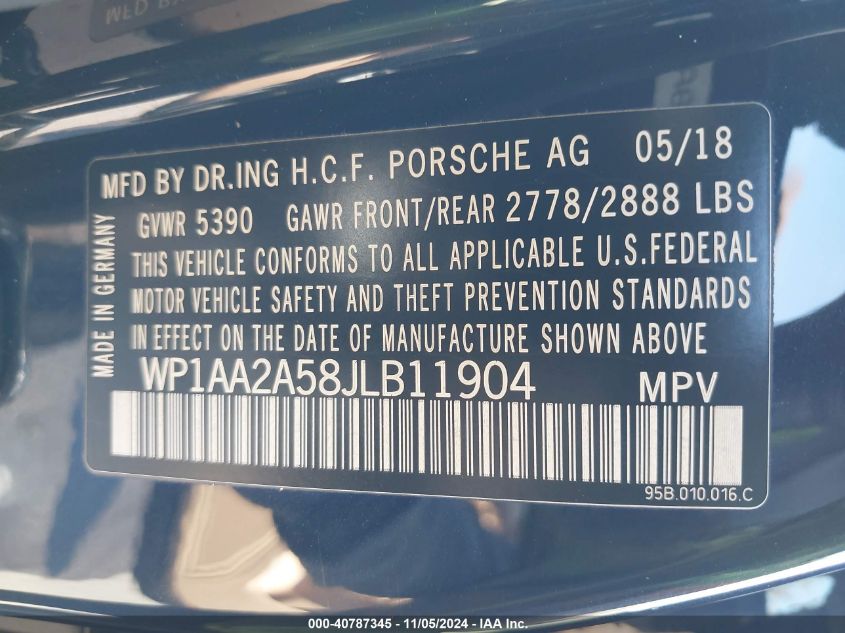 MFD BY DR.ING H.C.F. PORSCHE AG 05/18
GVWR 5390 GAWR FRONT/REAR 2778/2888 LBS
THIS VEHICLE CONFORMS TO ALL APPLICABLE U.S.FEDERAL
MOTOR VEHICLE SAFETY AND THEFT PREVENTION STANDARDS
IN EFFECT ON THE DATE OF MANUFACTURE SHOWN ABOVE
MADE IN GERMANY
WP1AA2A58JLB11904 MPV
95B.010.016.C
000-40787345 - 11/05/2024 - IAA Inc.